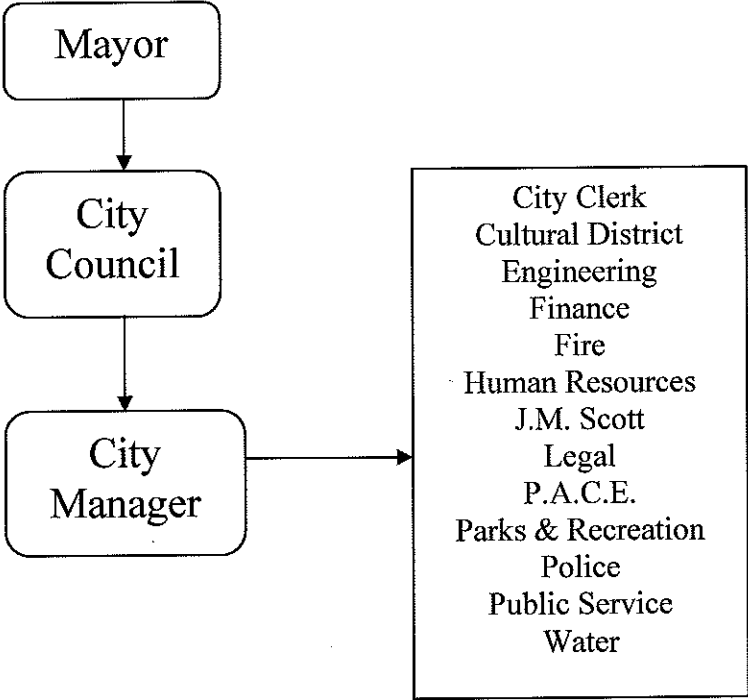 Mayor
City
Council
City
Manager
City Clerk
Cultural District
Engineering
Finance
Fire
Human Resources
J.M. Scott
Legal
P.A.C.E.
Parks & Recreation
Police
Public Service
Water